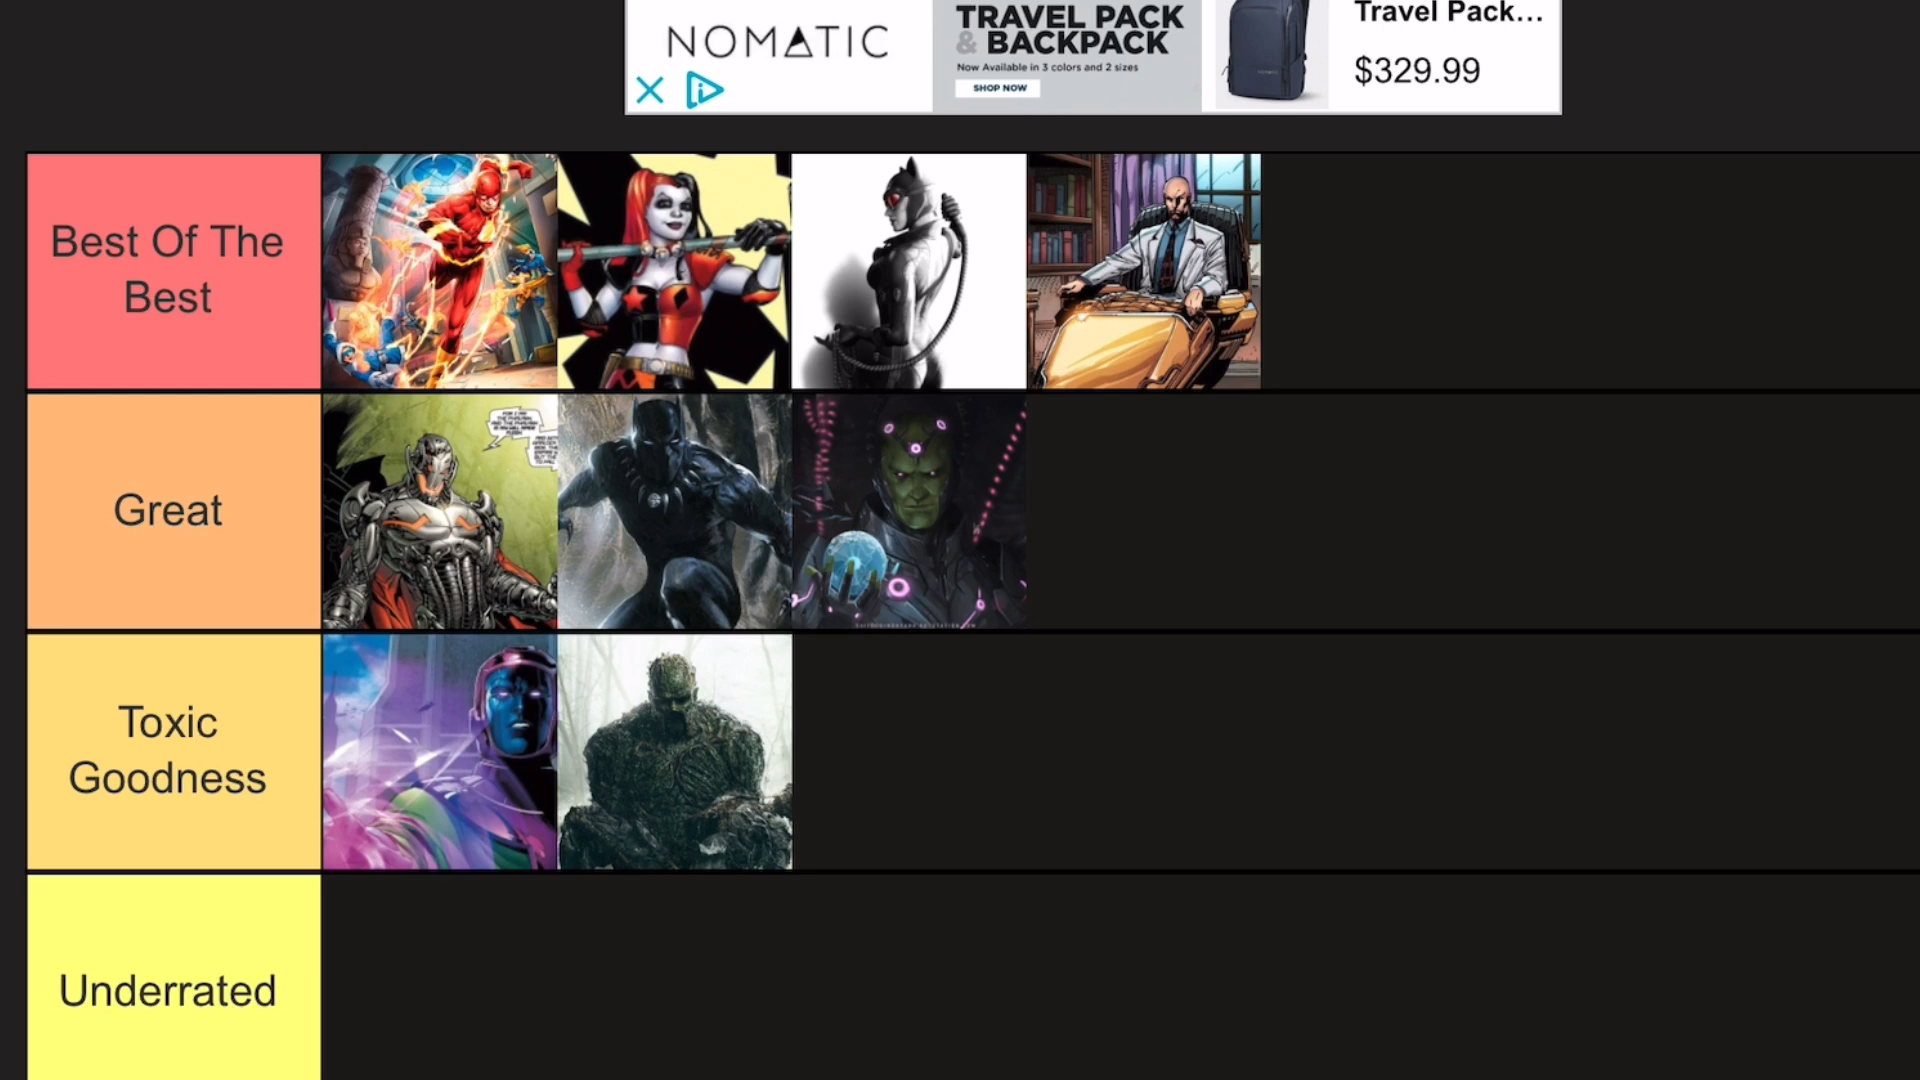 NOMATIC
TRAVEL PACK
& BACKPACK
Now Available in 3 colors and 2 sizes
SHOP NOW
Travel Pack...
$329.99
Best Of The
Best
Great
Toxic
Goodness
Underrated